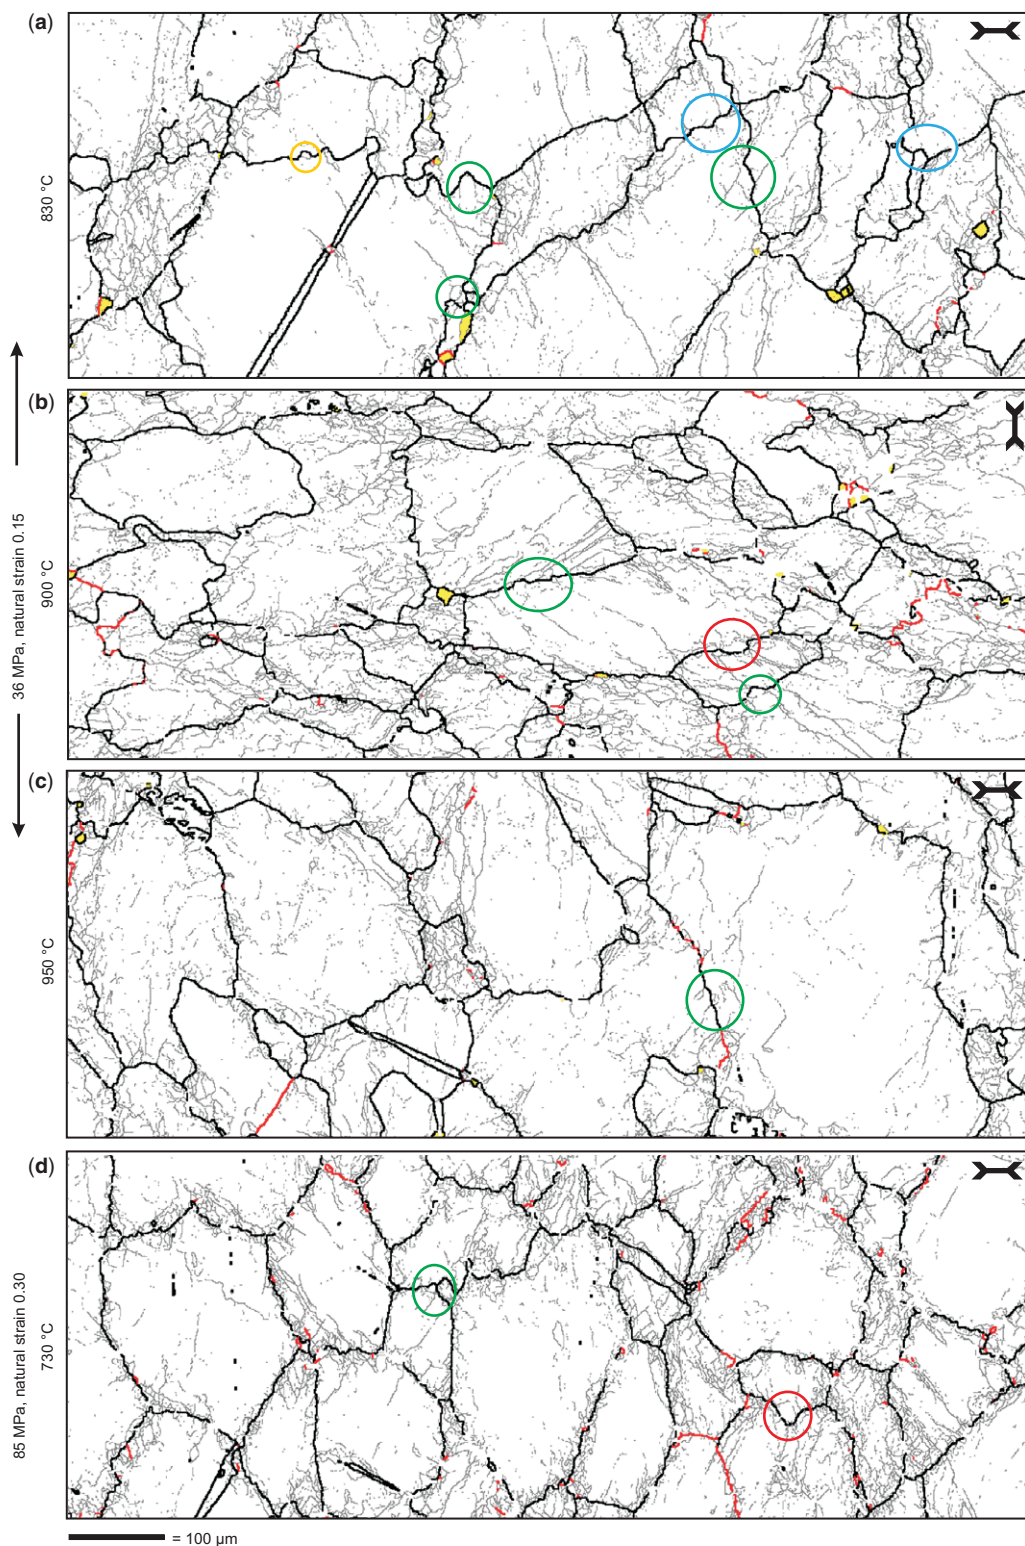 (a)
830 °C
(b)
36 MPa, natural strain 0.15
900 °C
(c)
950 °C
(d)
85 MPa, natural strain 0.30
730 °C
= 100 µm